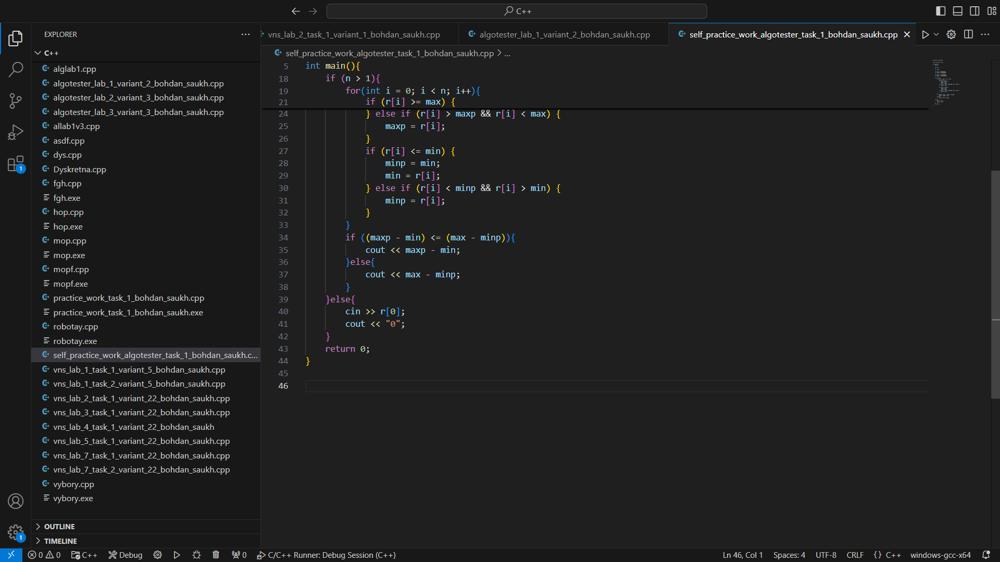 C++
EXPLORER
C++
alglab1.cpp
algotester_lab_1_variant_2_bohdan_saukh.cpp
algotester_lab_2_variant_3_bohdan_saukh.cpp
algotester_lab_3_variant_3_bohdan_saukh.cpp
allab1v3.cpp
asdf.cpp
dys.cpp
Dyskretna.cpp
fgh.cpp
fgh.exe
hop.cpp
hop.exe
mop.cpp
mop.exe
mopf.cpp
mopf.exe
practice_work_task_1_bohdan_saukh.cpp
practice_work_task_1_bohdan_saukh.exe
robotay.cpp
robotay.exe
self_practice_work_algotester_task_1_bohdan_saukh.c...
vns_lab_1_task_1_variant_5_bohdan_saukh.cpp
vns_lab_1_task_2_variant_5_bohdan_saukh.cpp
vns_lab_2_task_1_variant_22_bohdan_saukh.cpp
vns_lab_3_task_1_variant_22_bohdan_saukh.cpp
vns_lab_4_task_1_variant_22_bohdan_saukh
vns_lab_5_task_1_variant_22_bohdan_saukh.cpp
vns_lab_7_task_1_variant_22_bohdan_saukh.cpp
vns_lab_7_task_2_variant_22_bohdan_saukh.cpp
vybory.cpp
vybory.exe
OUTLINE
TIMELINE
1
1
vns_lab_2_task_1_variant_1_bohdan_saukh.cpp
algotester_lab_1_variant_2_bohdan_saukh.cpp
self_practice_work_algotester_task_1_bohdan_saukh.cpp
self_practice_work_algotester_task_1_bohdan_saukh.cpp > ...
5 int main(){
18 if (n > 1){
19 for(int i = 0; i < n; i++){
21 if (r[i] >= max) {
24 } else if (r[i] > maxp && r[i] < max) {
25 maxp = r[i];
26 }
27 if (r[i] <= min) {
28 minp = min;
29 min = r[i];
30 } else if (r[i] < minp && r[i] > min) {
31 minp = r[i];
32 }
33 }
34 if ((maxp - min) <= (max - minp)){
35 cout << maxp - min;
36 }else{
37 cout << max - minp;
38 }
39 }else{
40 cin >> r[0];
41 cout << "0";
42 }
43 return 0;
44 }
45
46
0 0 C++ Debug 0 C/C++ Runner: Debug Session (C++)
Ln 46, Col 1 Spaces: 4 UTF-8 CRLF {} C++ windows-gcc-x64